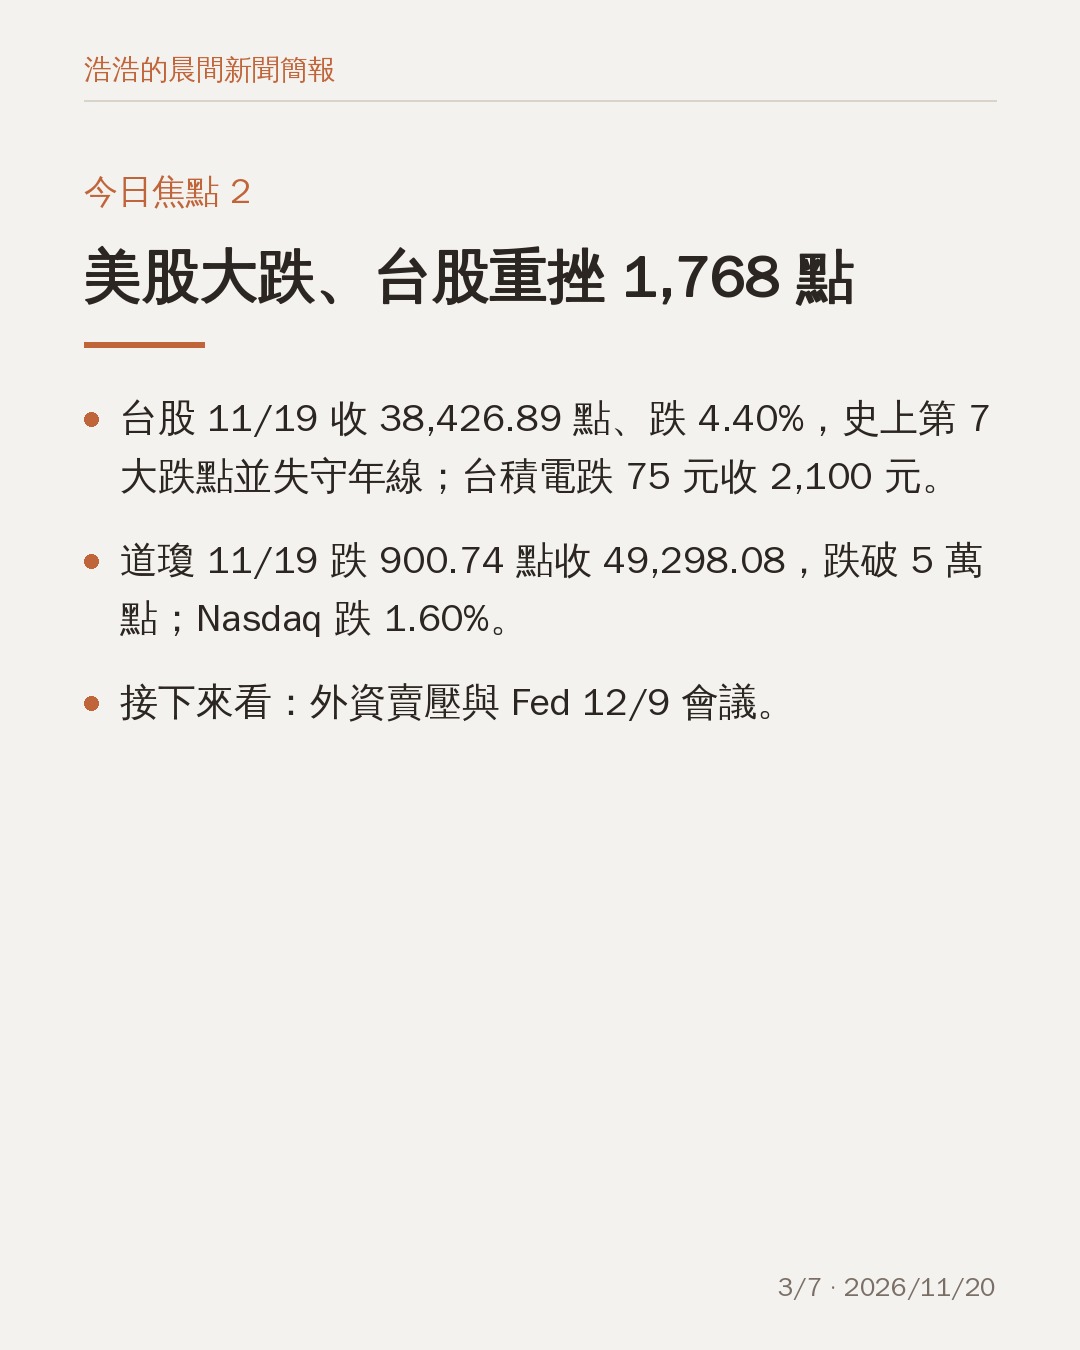 浩浩的晨間新聞簡報
今日焦點 2
美股大跌、台股重挫 1,768 點
台股 11/19 收 38,426.89 點、跌 4.40%，史上第 7
大跌點並失守年線；台積電跌 75 元收 2,100 元。
道瓊 11/19 跌 900.74 點收 49,298.08，跌破 5 萬
點；Nasdaq 跌 1.60%。
接下來看：外資賣壓與 Fed 12/9 會議。
3/7 · 2026/11/20